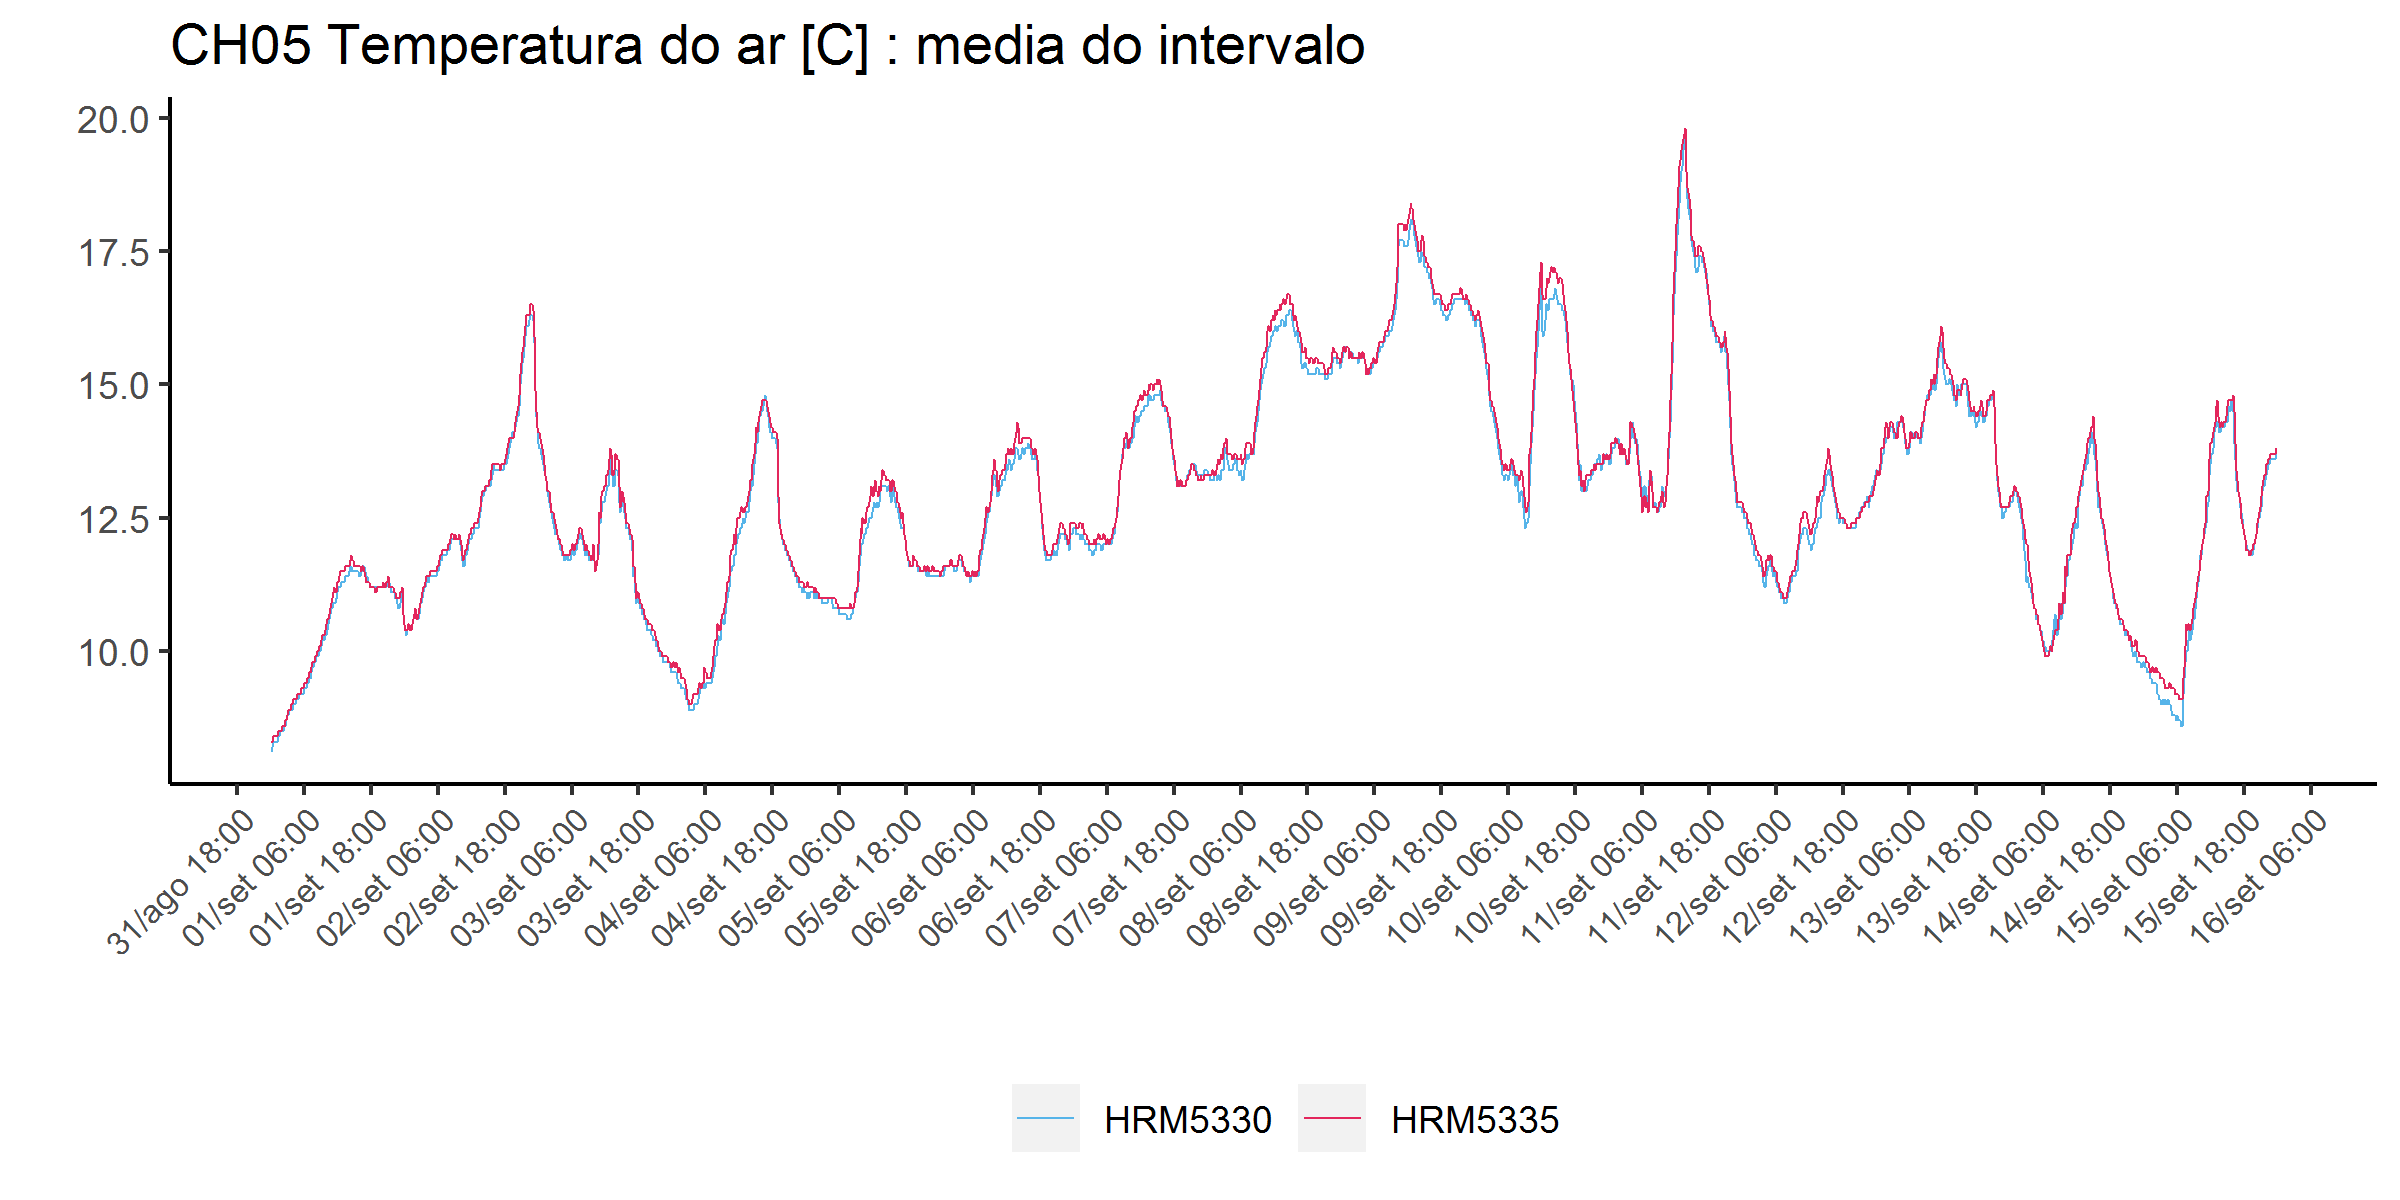 CH05 Temperatura do ar [C] : media do intervalo
20.0
17.5
15.0
12.5
10.0
31/ago 18:00
01/set 06:00
01/set 18:00
02/set 06:00
02/set 18:00
03/set 06:00
03/set 18:00
04/set 06:00
04/set 18:00
05/set 06:00
05/set 18:00
06/set 06:00
06/set 18:00
07/set 06:00
07/set 18:00
08/set 06:00
08/set 18:00
09/set 06:00
09/set 18:00
10/set 06:00
10/set 18:00
11/set 06:00
11/set 18:00
12/set 06:00
12/set 18:00
13/set 06:00
13/set 18:00
14/set 06:00
14/set 18:00
15/set 06:00
15/set 18:00
16/set 06:00
HRM5330 HRM5335